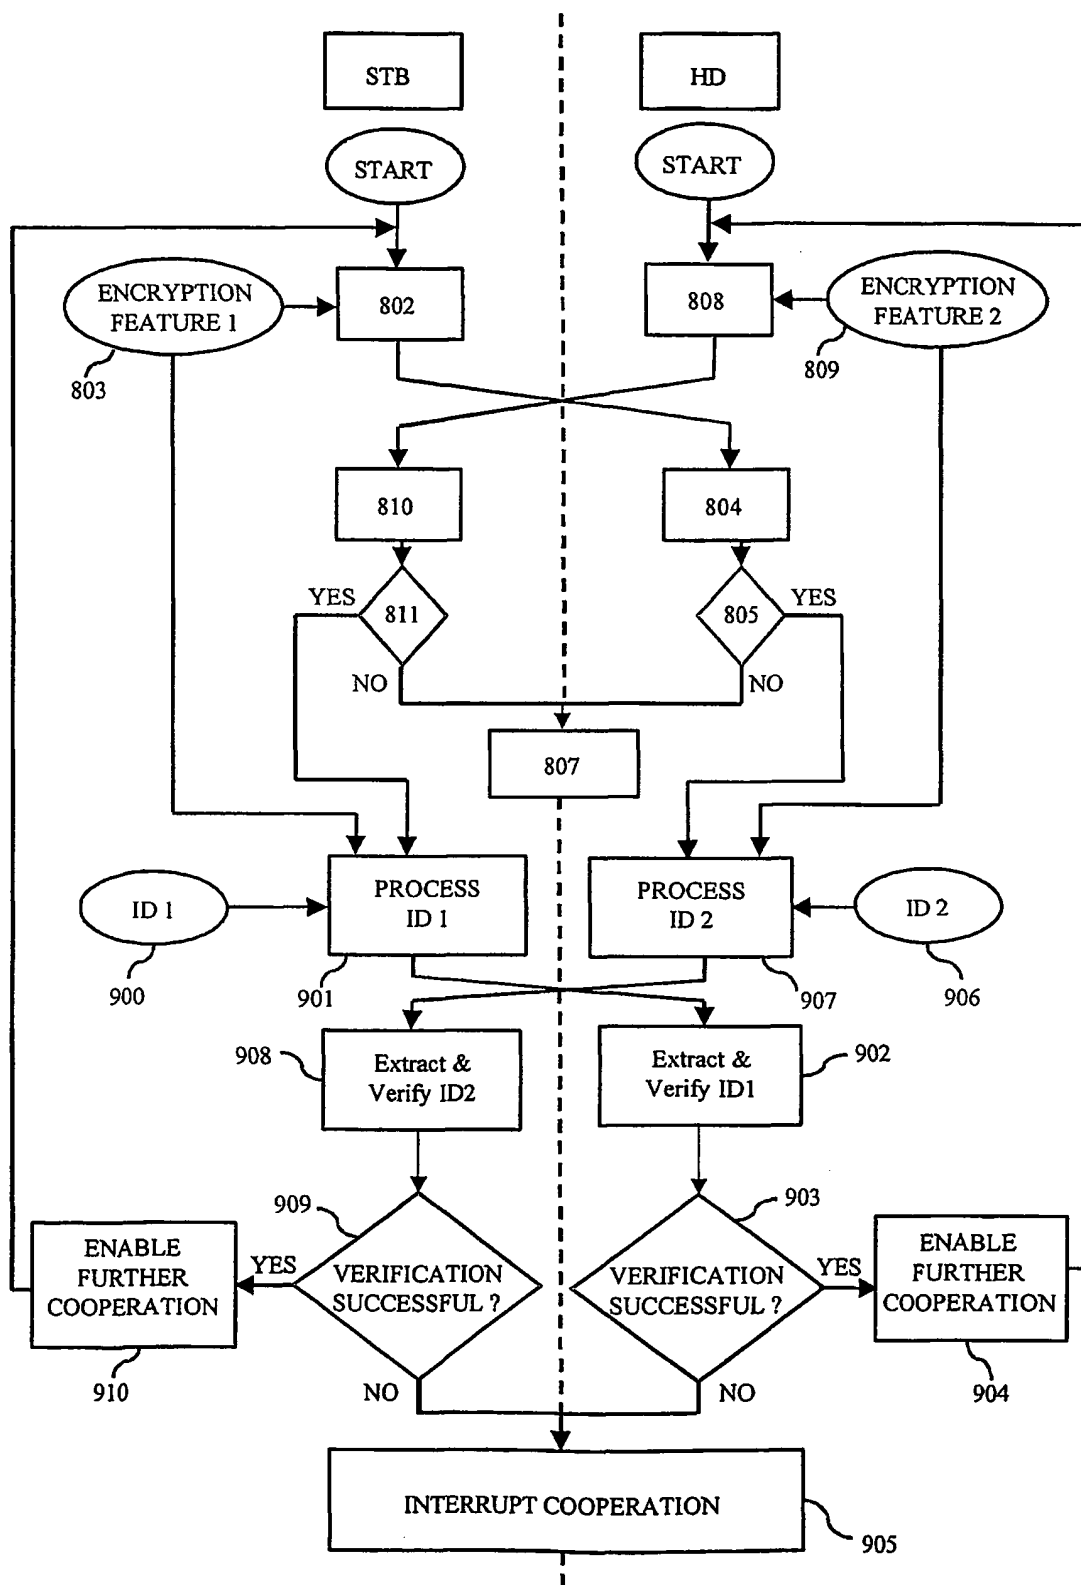 STB
HD
START
START
ENCRYPTION
FEATURE 1
802
808
ENCRYPTION
FEATURE 2
803
809
810
804
YES
811
805
YES
NO
NO
807
ID 1
PROCESS
ID 1
PROCESS
ID 2
ID 2
900
901
907
906
908
Extract &
Verify ID2
Extract &
Verify ID1
902
909
903
ENABLE
FURTHER
COOPERATION
YES
VERIFICATION
SUCCESSFUL ?
VERIFICATION
SUCCESSFUL ?
YES
ENABLE
FURTHER
COOPERATION
910
NO
NO
904
INTERRUPT COOPERATION
905